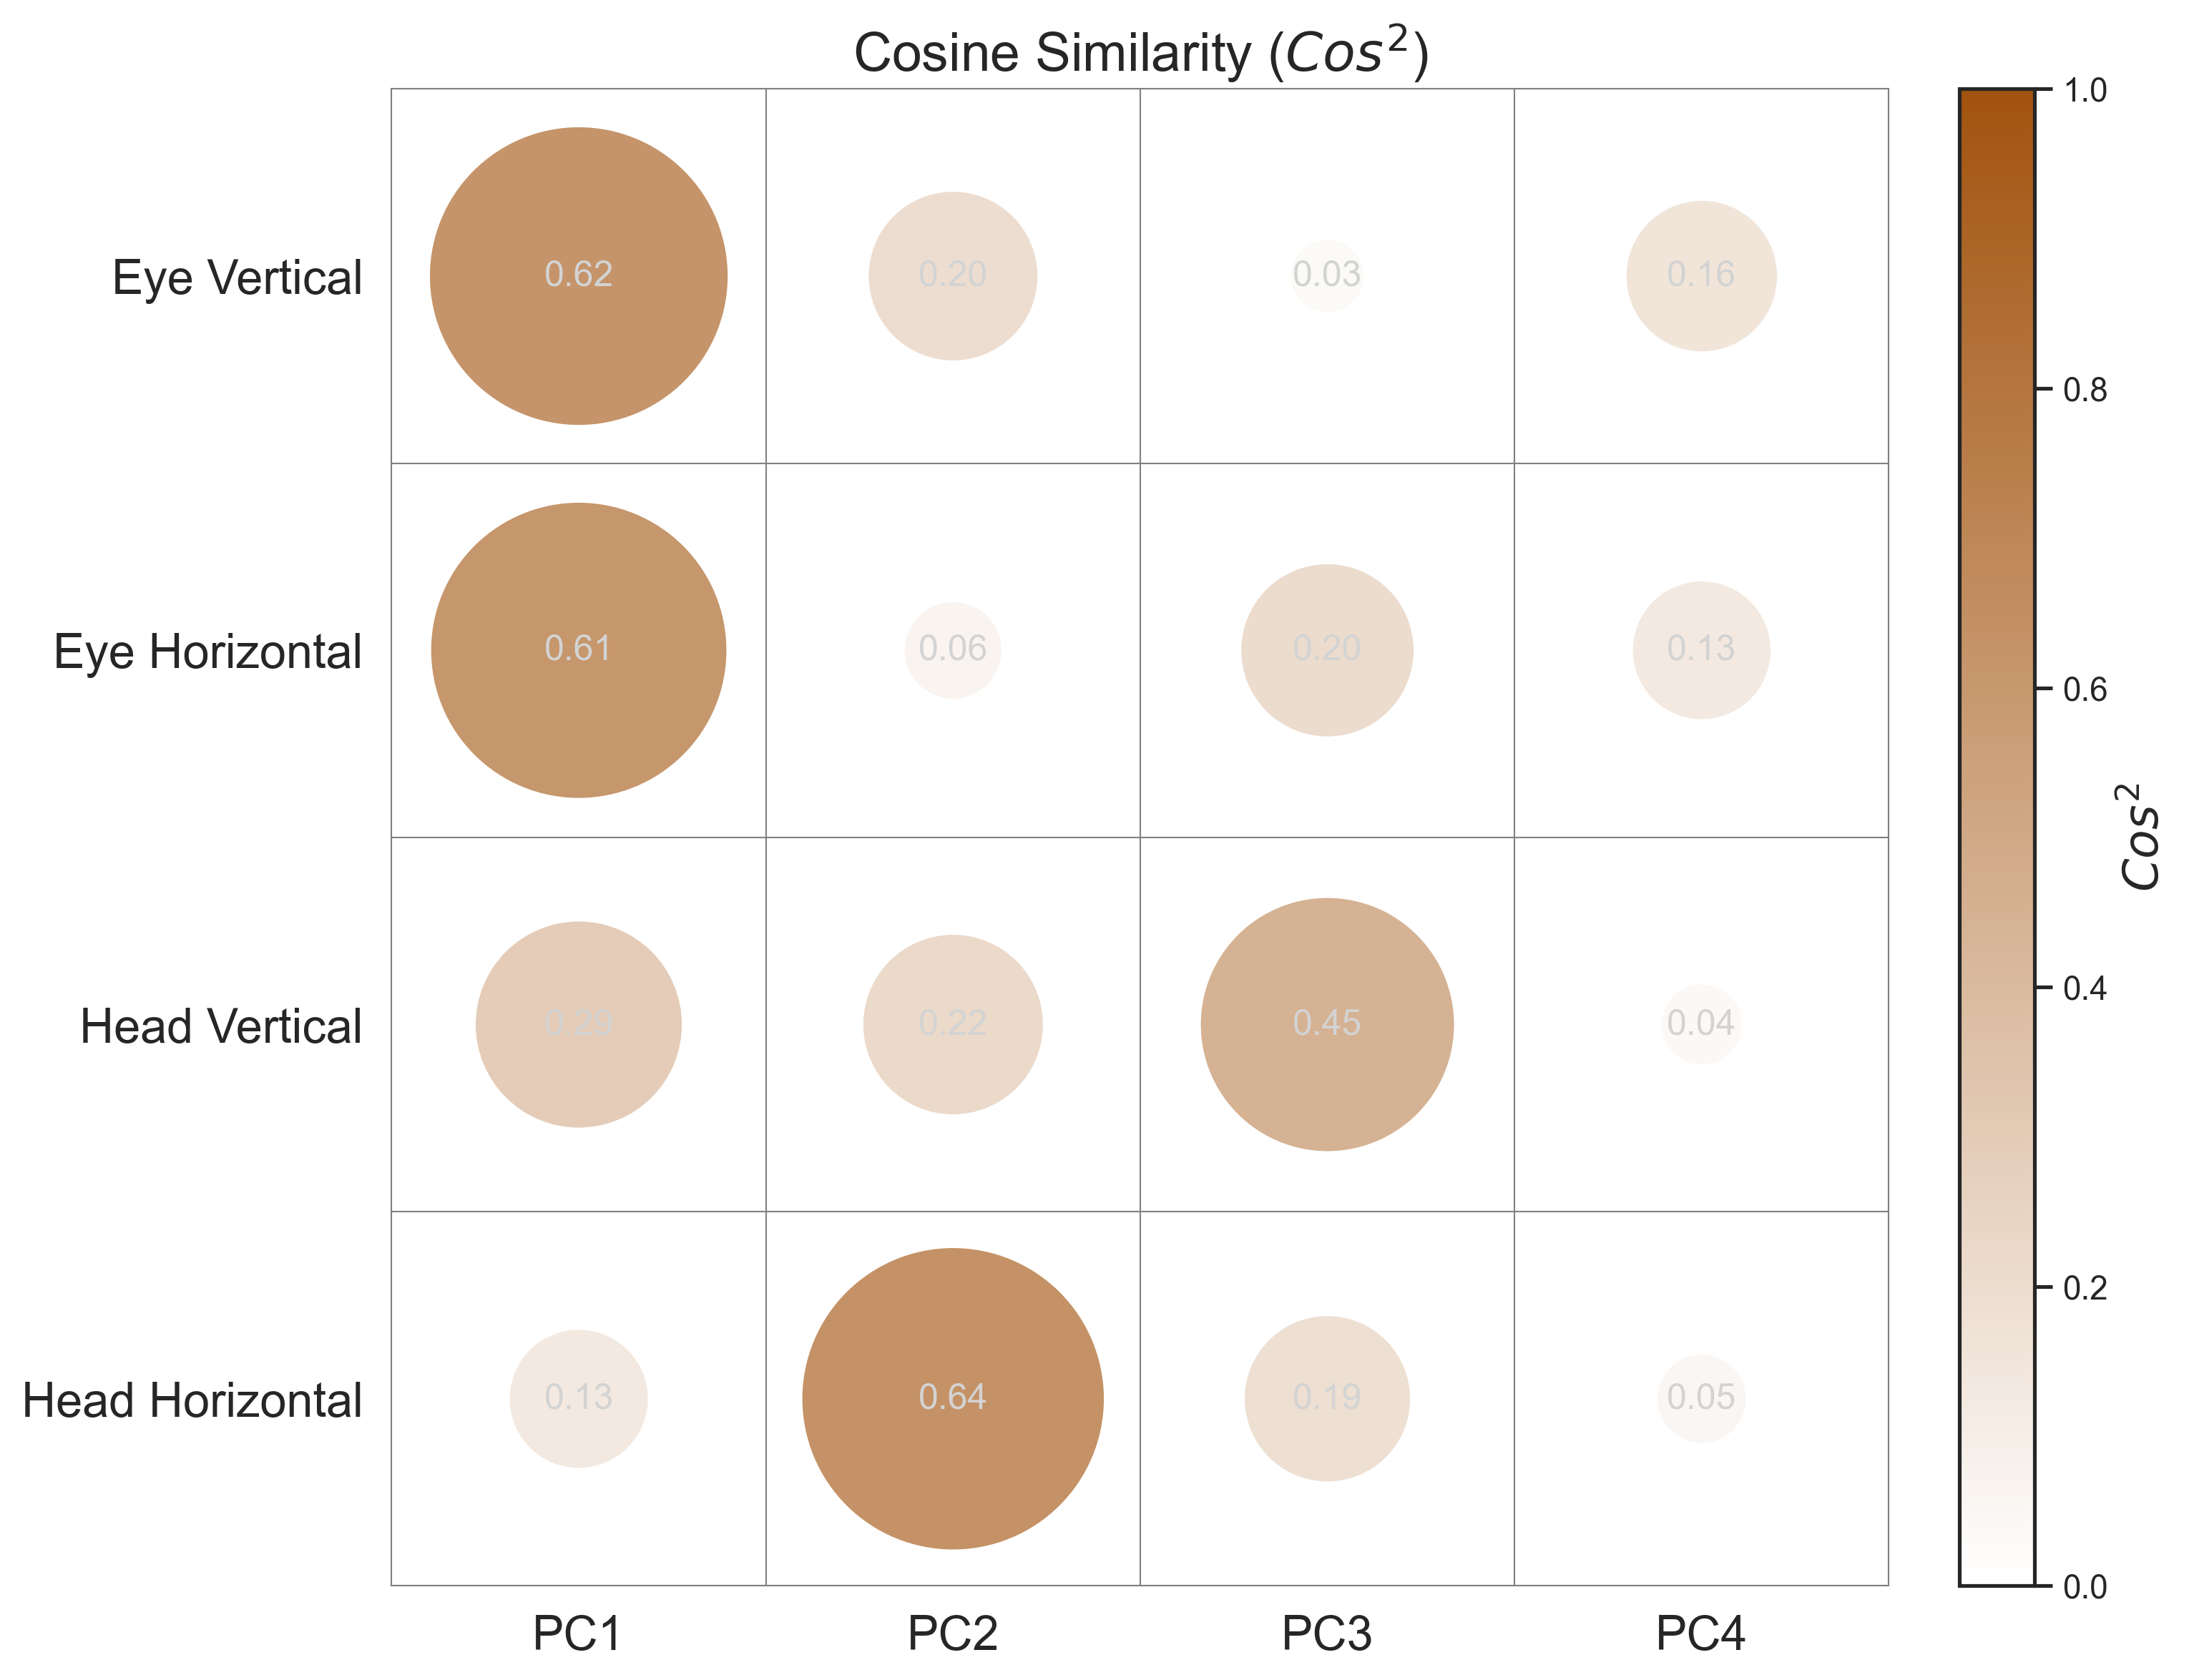 Cosine Similarity (Cos²)
Eye Vertical 0.62 0.20 0.03 0.16
Eye Horizontal 0.61 0.06 0.20 0.13
Head Vertical 0.29 0.22 0.45 0.04
Head Horizontal 0.13 0.64 0.19 0.05
PC1 PC2 PC3 PC4
1.0
0.8
0.6
0.4
0.2
0.0
Cos²